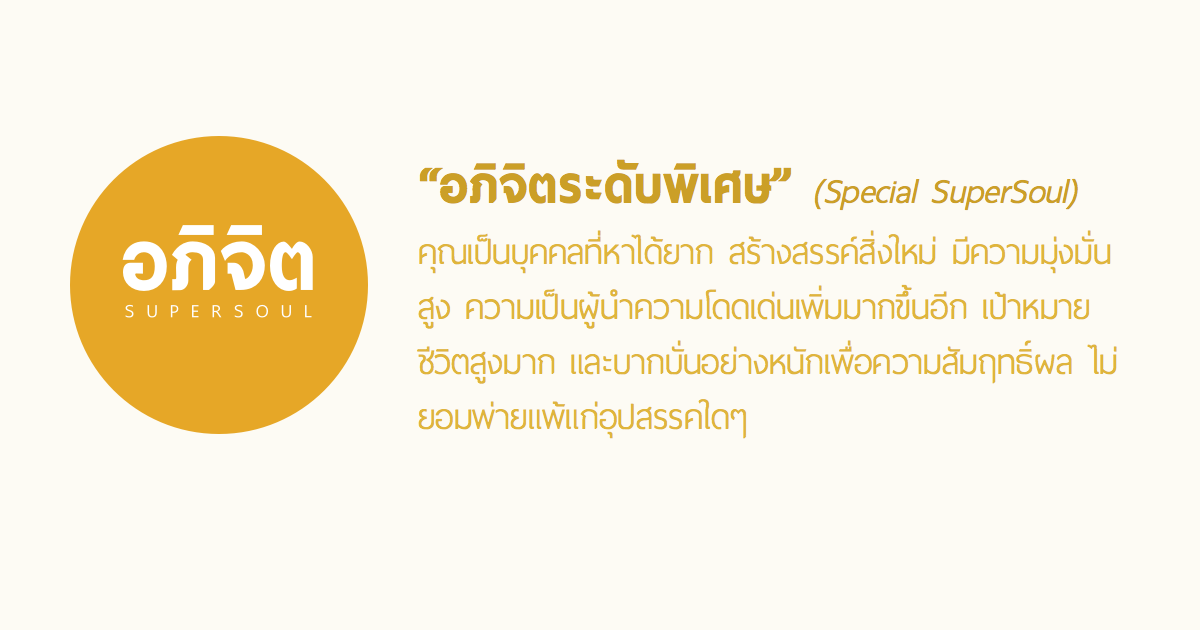 อภิจิต
SUPERSOUL
“อภิจิตระดับพิเศษ” (Special SuperSoul)
คุณเป็นบุคคลที่หาได้ยาก สร้างสรรค์สิ่งใหม่ มีความมุ่งมั่น
สูง ความเป็นผู้นำความโดดเด่นเพิ่มมากขึ้นอีก เป้าหมาย
ชีวิตสูงมาก และบากบั่นอย่างหนักเพื่อความสัมฤทธิ์ผล ไม่
ยอมพ่ายแพ้แก่อุปสรรคใดๆ